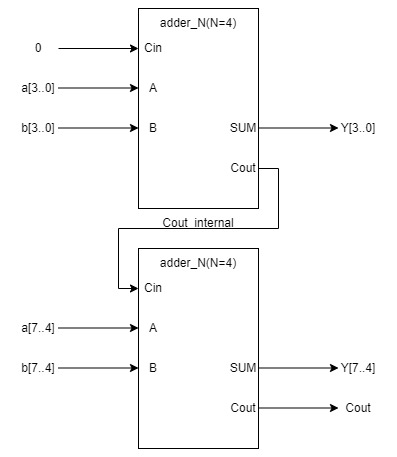 adder_N(N=4)
0 Cin
a[3..0] A
b[3..0] B SUM Y[3..0]
Cout
Cout_internal
adder_N(N=4)
Cin
a[7..4] A
b[7..4] B SUM Y[7..4]
Cout Cout